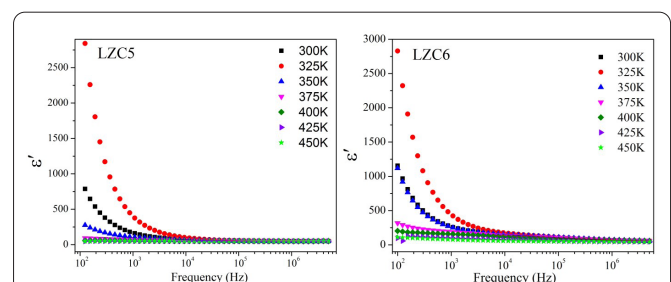 LZC5
2500
2000
1500
1000
500
0
ε′
300K
325K
350K
375K
400K
425K
450K
10² 10³ 10⁴ 10⁵ 10⁶
Frequency (Hz)
LZC6
3000
2500
2000
1500
1000
500
0
ε′
300K
325K
350K
375K
400K
425K
450K
10² 10³ 10⁴ 10⁵ 10⁶
Frequency (Hz)